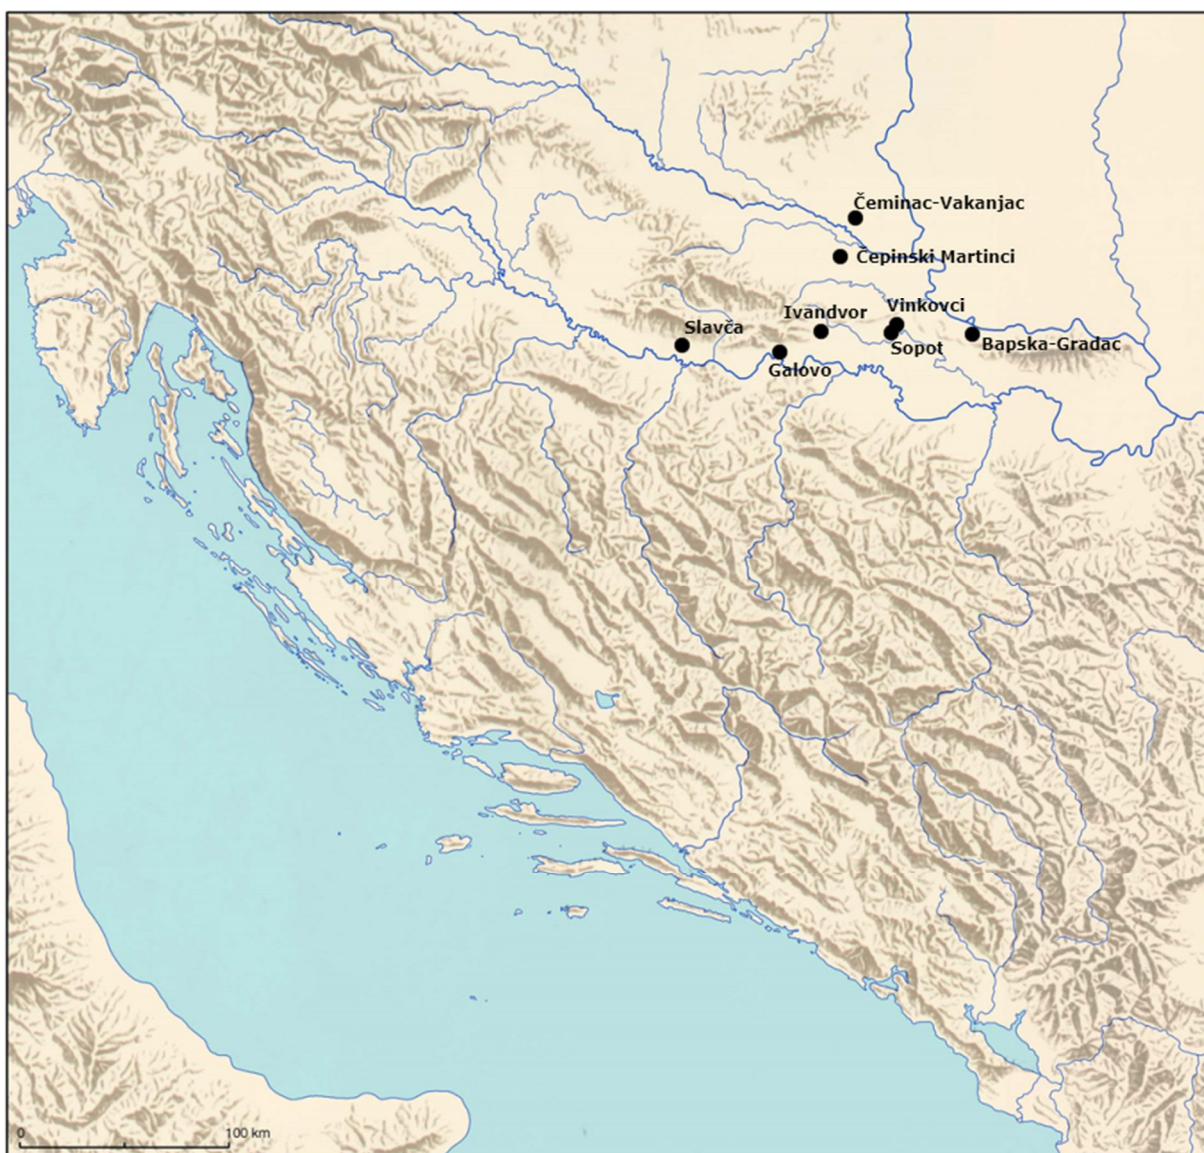 Čeminac-Vakanjac
Čepinski Martinci
Vinkovci
Ivandvor
Slavča
Sopot
Bapska-Gradac
Galovo
0 100 km